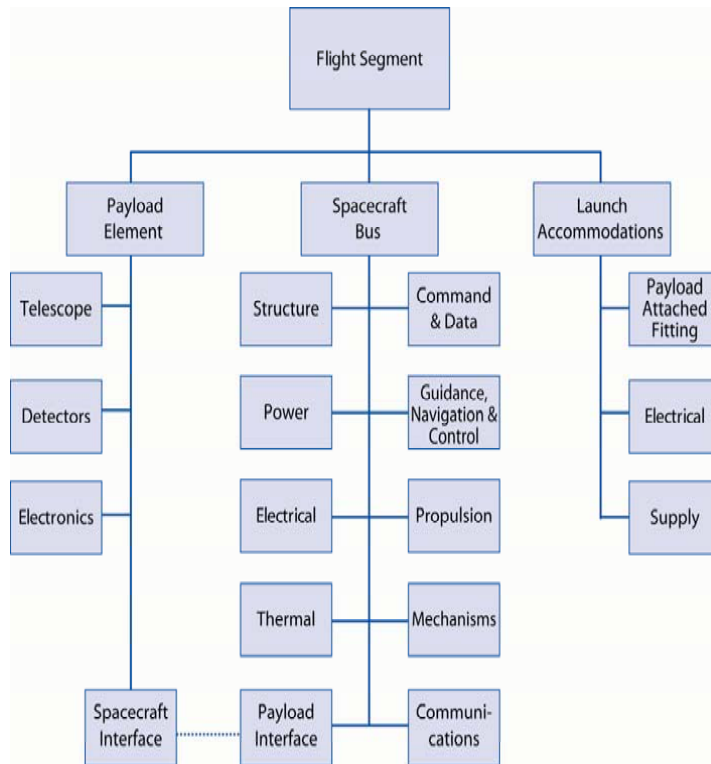 Flight Segment
Payload
Element
Spacecraft
Bus
Launch
Accommodations
Telescope
Structure
Command
& Data
Payload
Attached
Fitting
Detectors
Power
Guidance,
Navigation &
Control
Electrical
Electronics
Electrical
Propulsion
Supply
Thermal
Mechanisms
Spacecraft
Interface
Payload
Interface
Communi-
cations